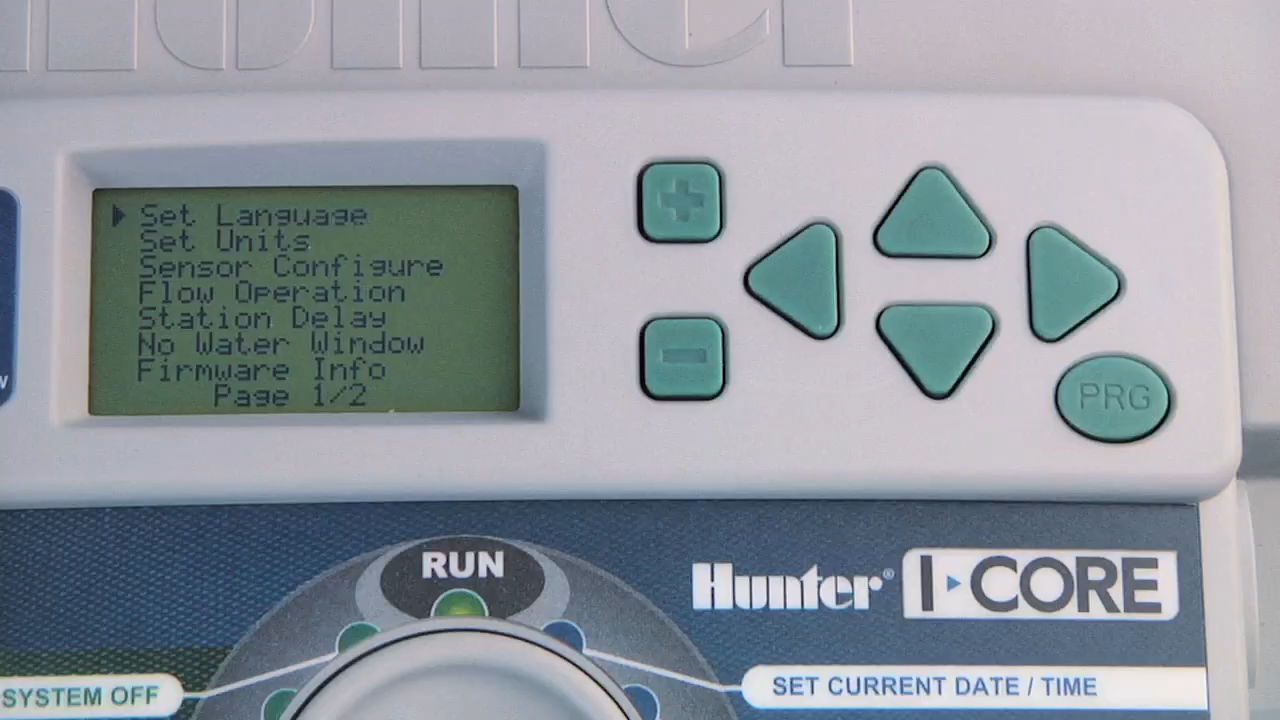 Set Language
Set Units
Sensor Configure
Flow Operation
Station Delay
No Water Window
Firmware Info
Page 1/2
PRG
RUN
Hunter®
I CORE
SYSTEM OFF
SET CURRENT DATE / TIME